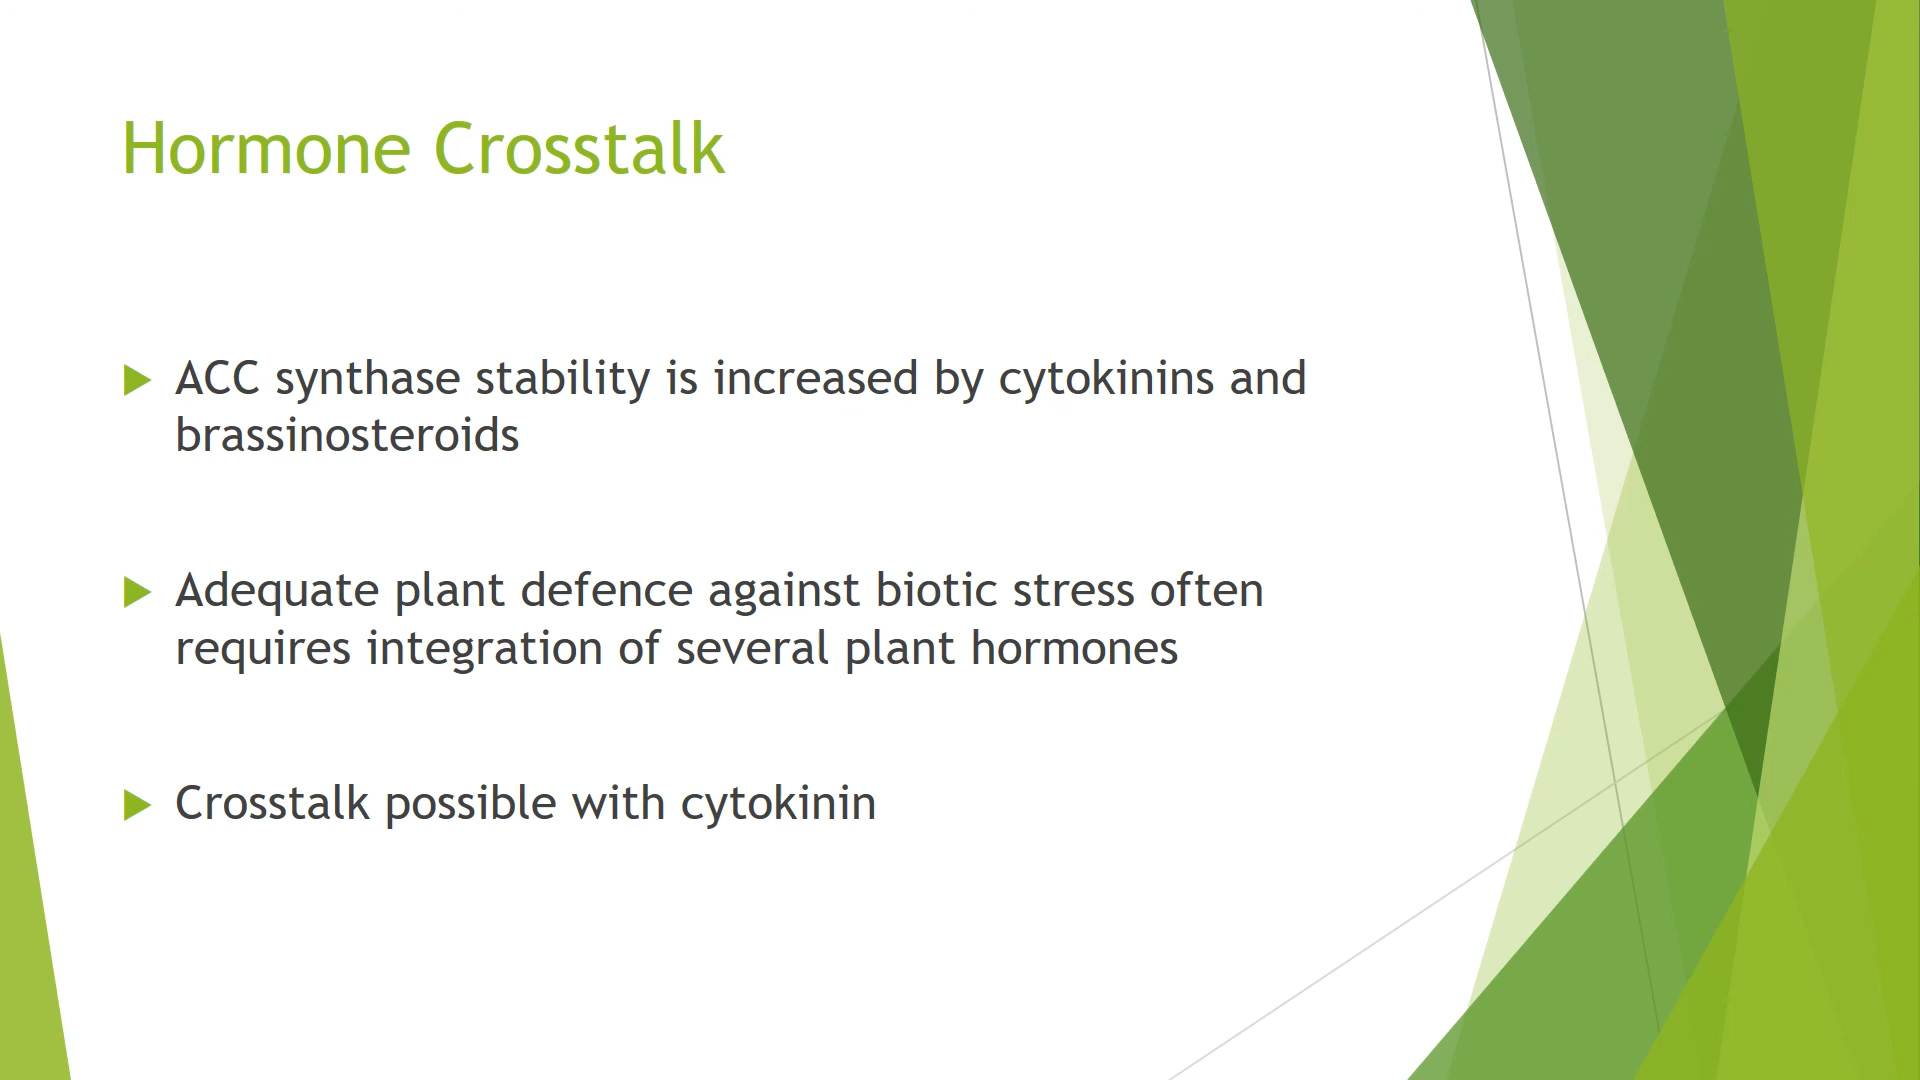 Hormone Crosstalk
ACC synthase stability is increased by cytokinins and
brassinosteroids
Adequate plant defence against biotic stress often
requires integration of several plant hormones
Crosstalk possible with cytokinin